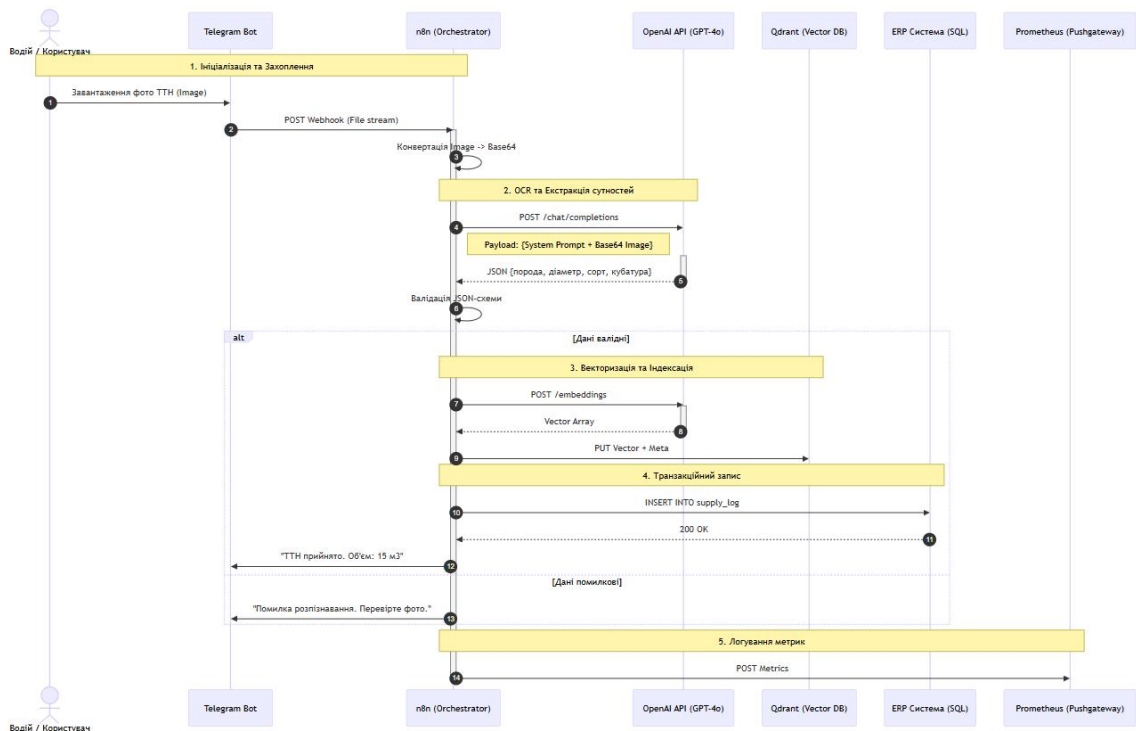 Telegram Bot
n8n (Orchestrator)
OpenAI API (GPT-4o)
Qdrant (Vector DB)
ERP Система (SQL)
Prometheus (Pushgateway)
Водій / Користувач
1. Ініціалізація та Захоплення
Завантаження фото ТТН (Image)
1
POST Webhook (File stream)
2
Конвертація Image -> Base64
3
2. OCR та Екстракція сутностей
POST /chat/completions
4
Payload: {System Prompt + Base64 Image}
JSON {порода, діаметр, сорт, кубатура}
5
Валідація JSON-схеми
6
alt
[Дані валідні]
3. Векторизація та Індексація
POST /embeddings
7
Vector Array
8
PUT Vector + Meta
9
4. Транзакційний запис
INSERT INTO supply_log
10
200 OK
11
"ТТН прийнято. Об'єм: 15 м3"
12
[Дані помилкові]
"Помилка розпізнавання. Перевірте фото."
13
5. Логування метрик
POST Metrics
14
Telegram Bot
n8n (Orchestrator)
OpenAI API (GPT-4o)
Qdrant (Vector DB)
ERP Система (SQL)
Prometheus (Pushgateway)
Водій / Користувач